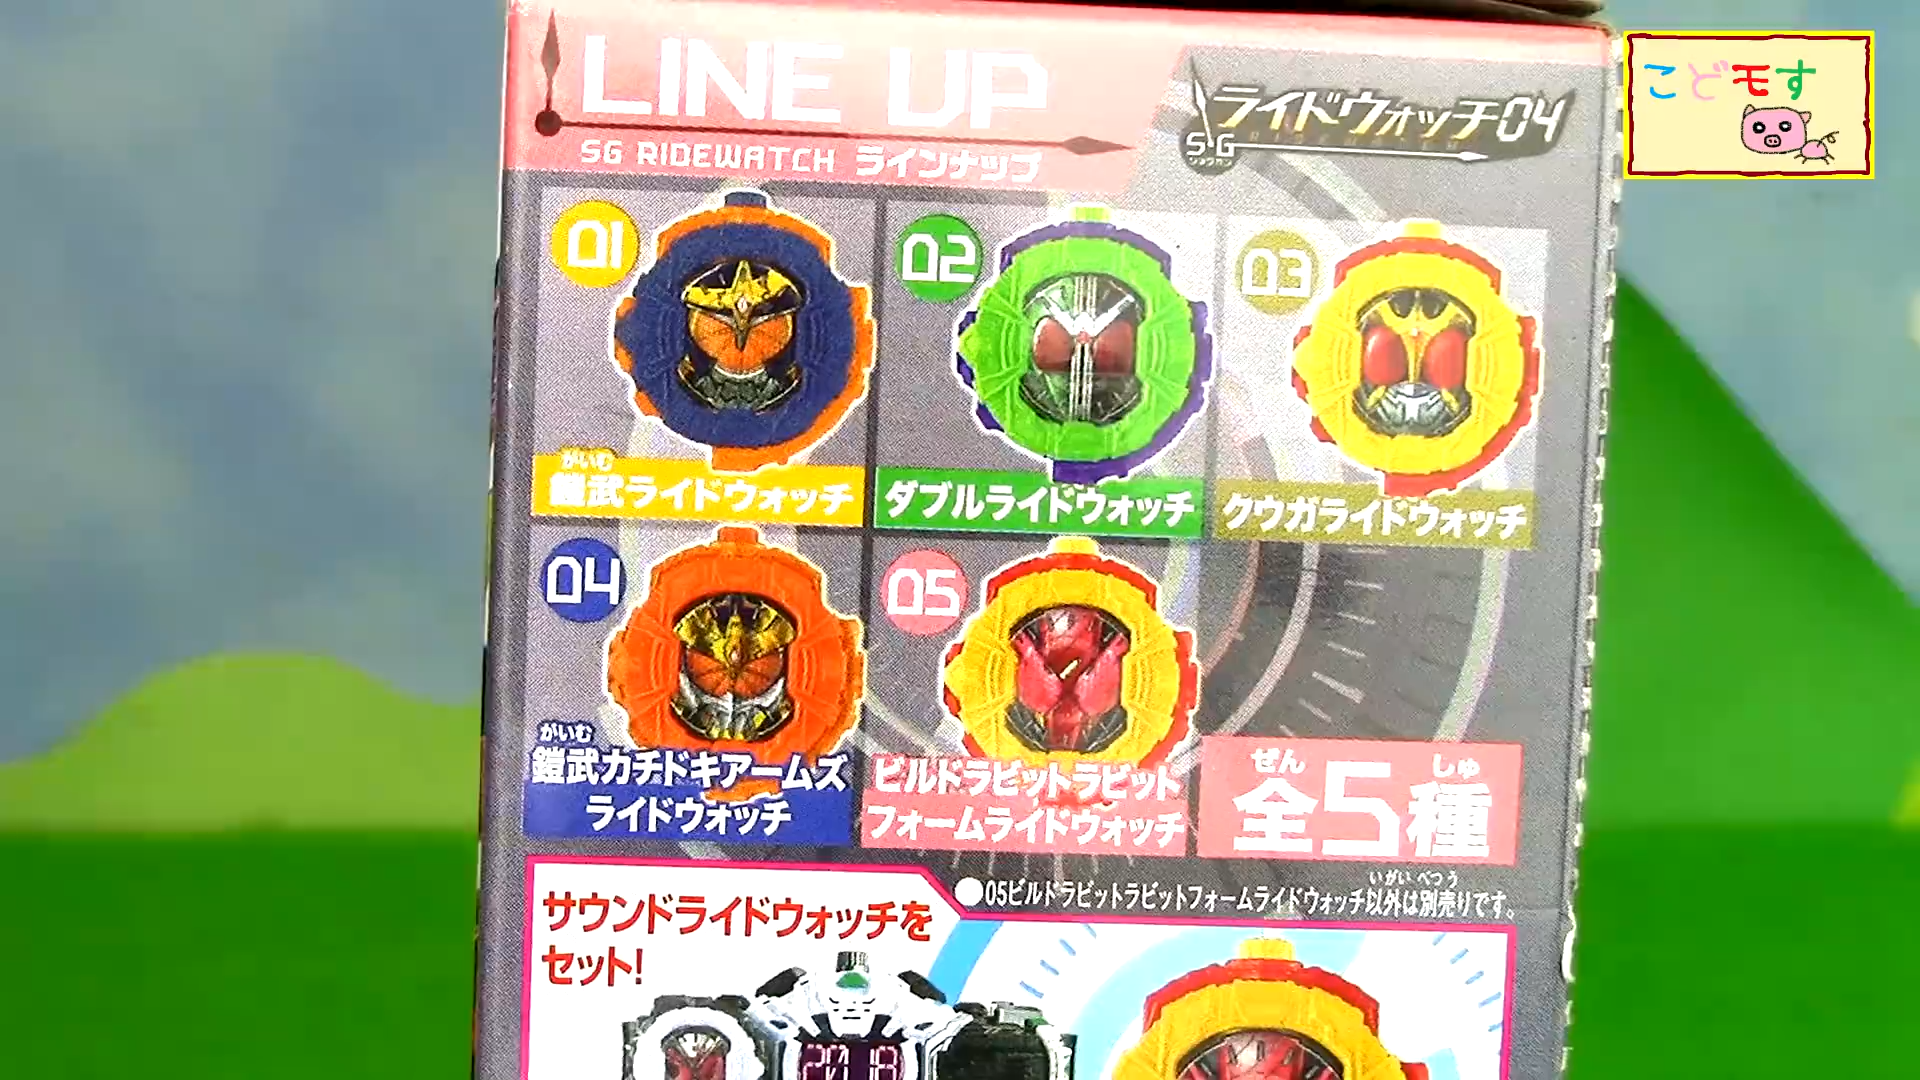 LINE UP
SG RIDEWATCH ラインナップ
ライドウォッチ04
SG
こどモす
01
がいむ
鎧武ライドウォッチ
02
ダブルライドウォッチ
03
クウガライドウォッチ
04
がいむ
鎧武カチドキアームズ
ライドウォッチ
05
ビルドラビットラビット
フォームライドウォッチ
ぜん しゅ
全5種
いがい べつう
●05ビルドラビットラビットフォームライドウォッチ以外は別売りです。
サウンドライドウォッチを
セット!
2018